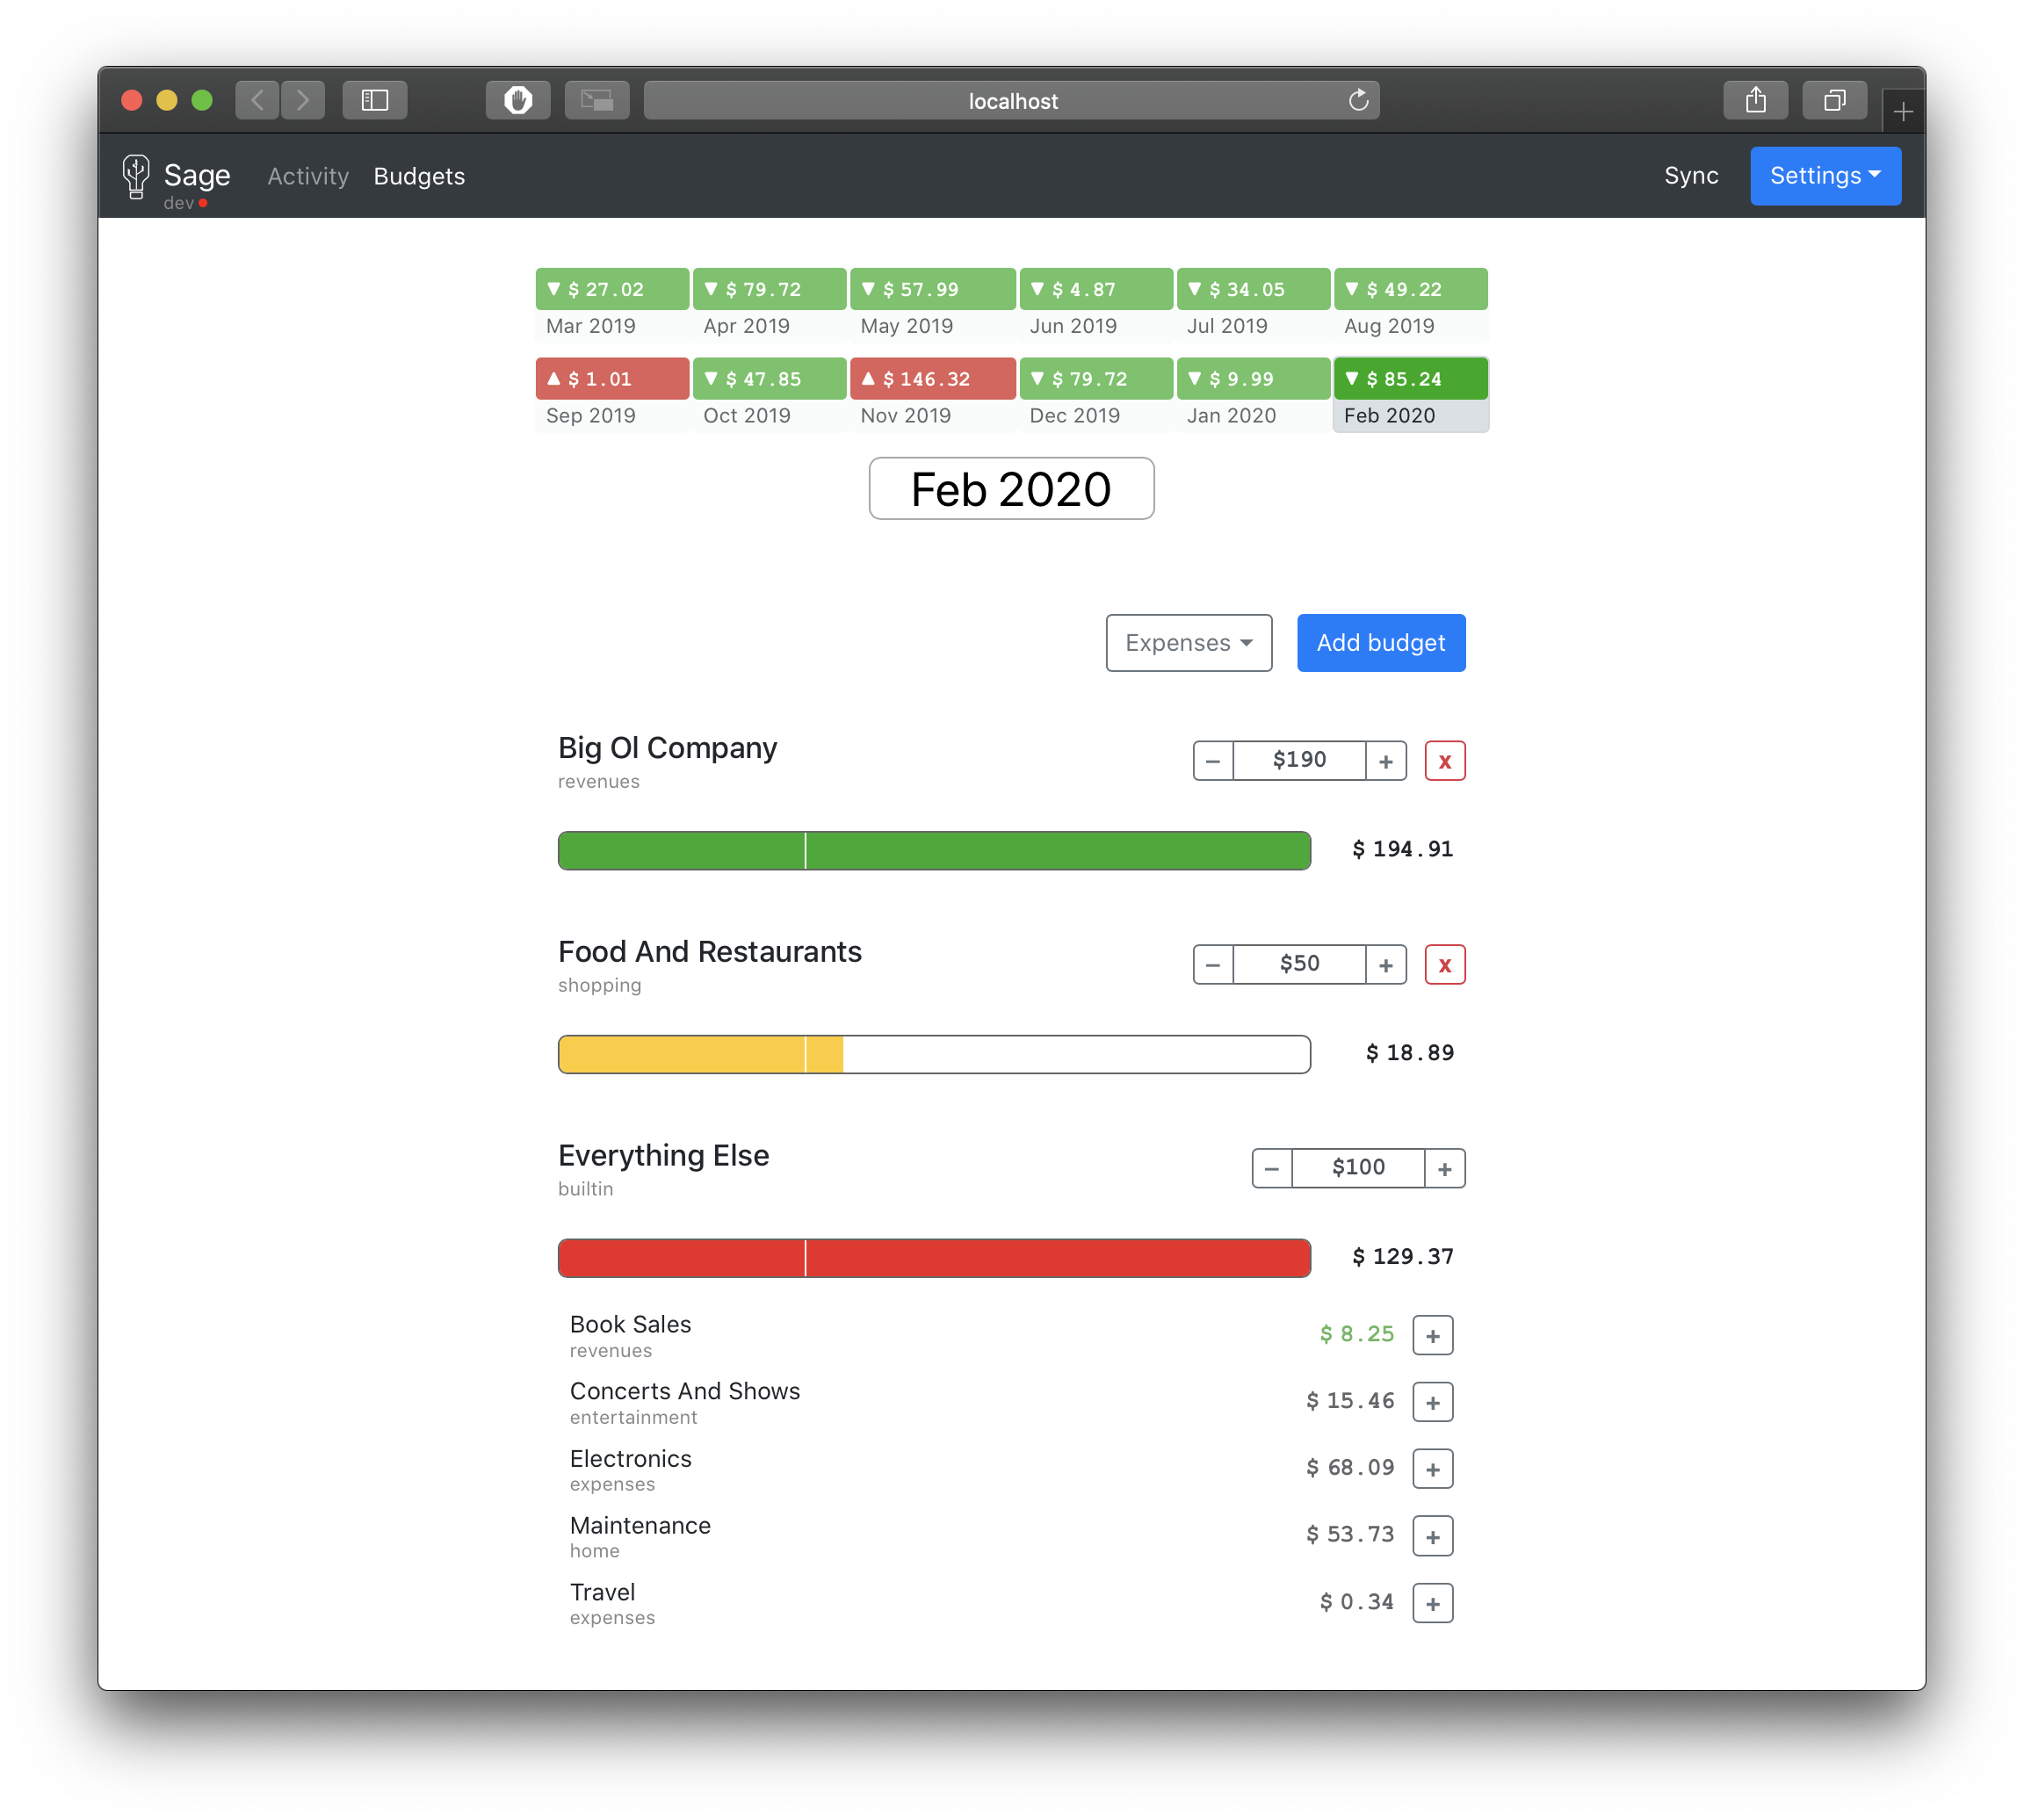 localhost
Sage Activity Budgets Sync Settings
dev
▼ $ 27.02 ▼ $ 79.72 ▼ $ 57.99 ▼ $ 4.87 ▼ $ 34.05 ▼ $ 49.22
Mar 2019 Apr 2019 May 2019 Jun 2019 Jul 2019 Aug 2019
▲ $ 1.01 ▼ $ 47.85 ▲ $ 146.32 ▼ $ 79.72 ▼ $ 9.99 ▼ $ 85.24
Sep 2019 Oct 2019 Nov 2019 Dec 2019 Jan 2020 Feb 2020
Feb 2020
Expenses Add budget
Big Ol Company − $190 + x
revenues
$ 194.91
Food And Restaurants − $50 + x
shopping
$ 18.89
Everything Else − $100 +
builtin
$ 129.37
Book Sales $ 8.25 +
revenues
Concerts And Shows $ 15.46 +
entertainment
Electronics $ 68.09 +
expenses
Maintenance $ 53.73 +
home
Travel $ 0.34 +
expenses